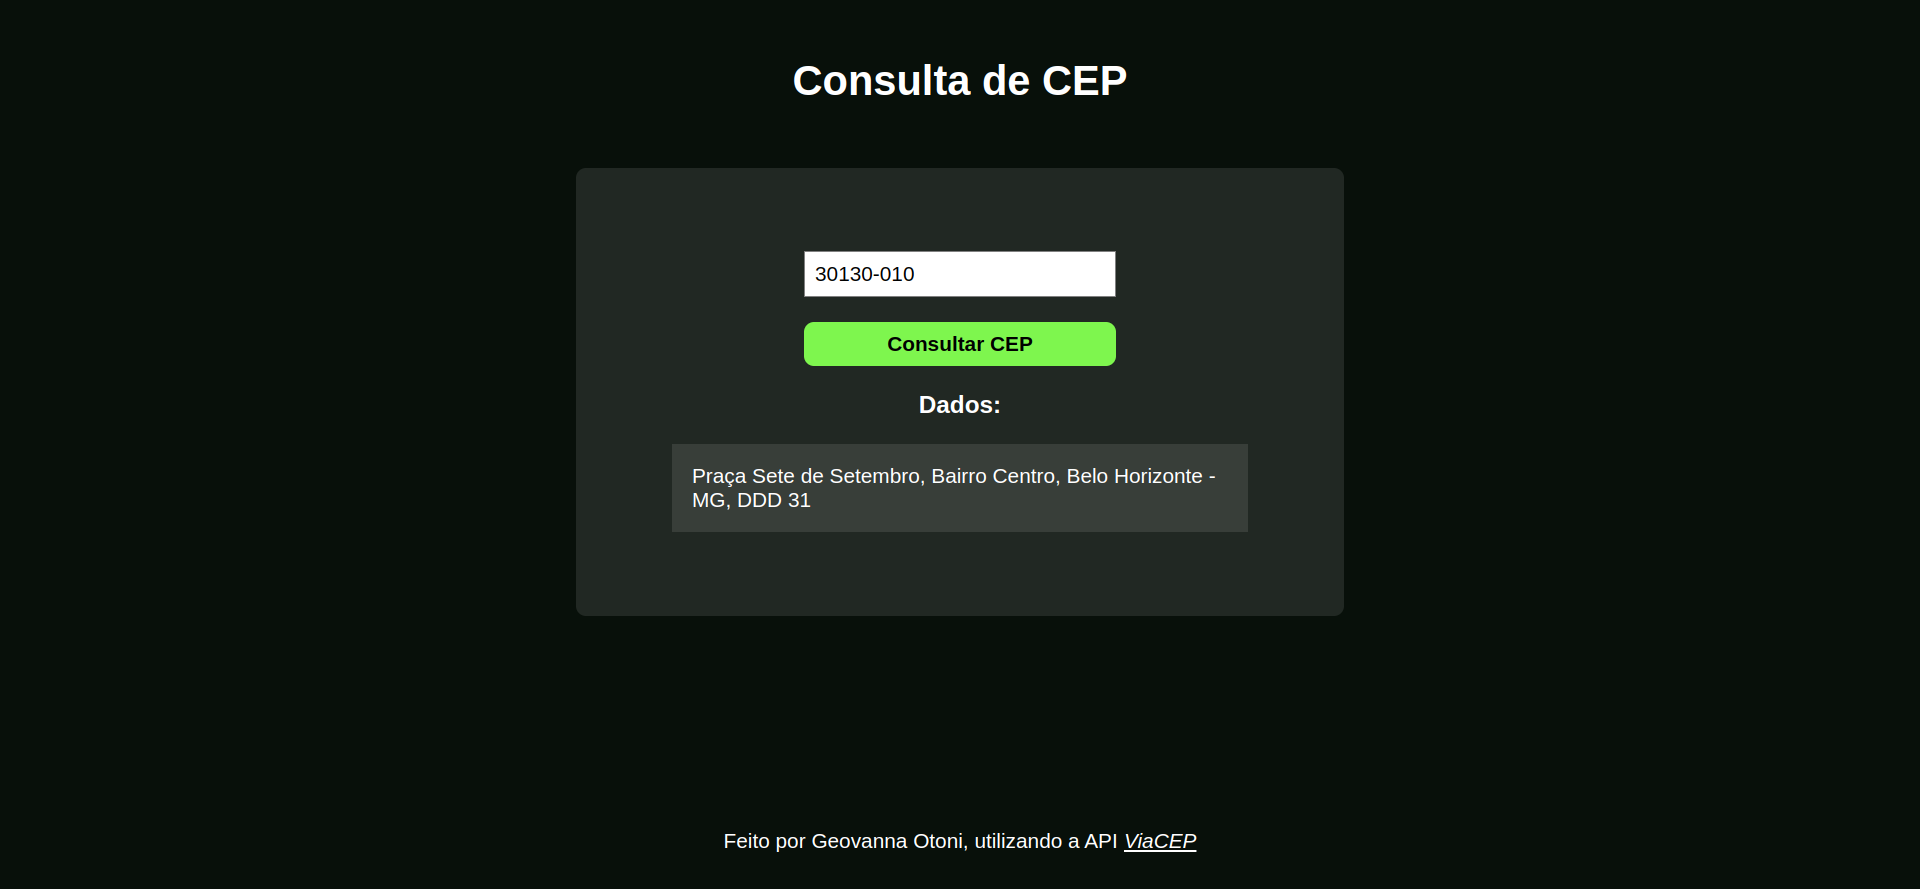 Consulta de CEP
30130-010
Consultar CEP
Dados:
Praça Sete de Setembro, Bairro Centro, Belo Horizonte -
MG, DDD 31
Feito por Geovanna Otoni, utilizando a API ViaCEP